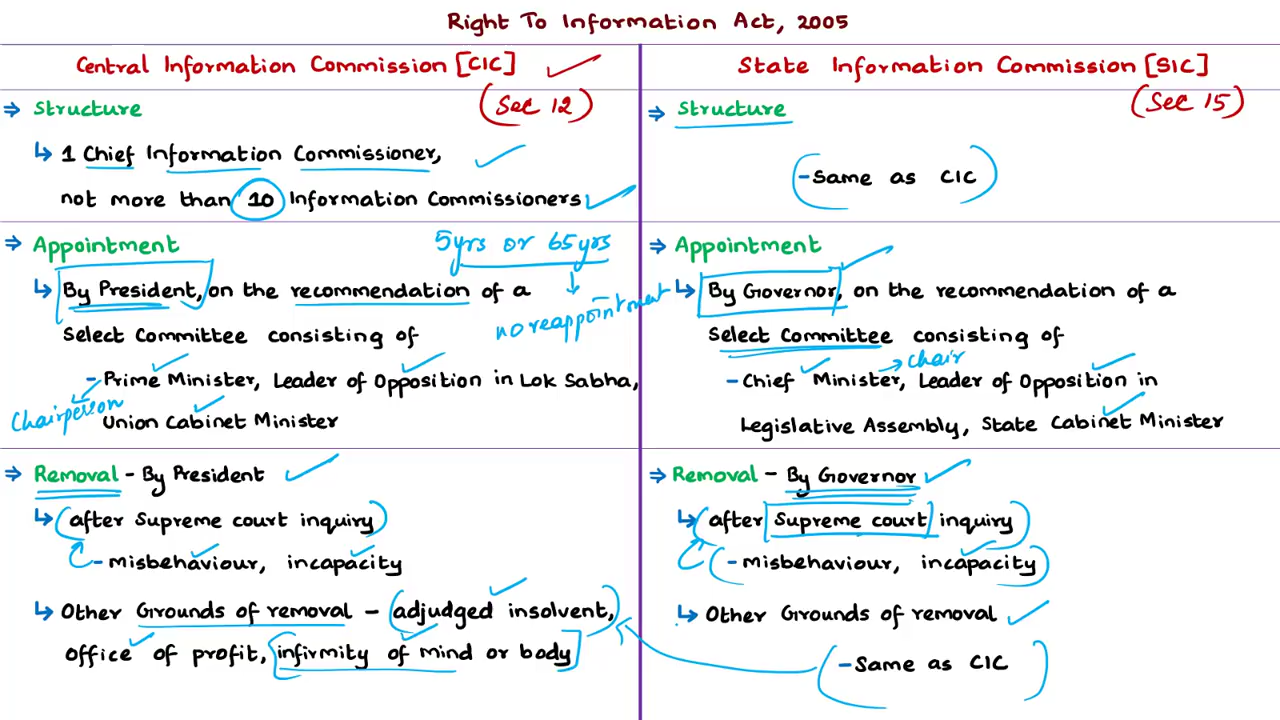 Right To Information Act, 2005
Central Information Commission [CIC]
(Sec 12)
⇒ Structure
↳ 1 Chief Information Commissioner,
not more than 10 Information Commissioners
⇒ Appointment
5yrs or 65yrs
no reappointment
↳ By President, on the recommendation of a
Select Committee consisting of
- Prime Minister, Leader of Opposition in Lok Sabha,
Chairperson
Union Cabinet Minister
⇒ Removal - By President
↳ (after Supreme court inquiry)
- misbehaviour, incapacity
↳ Other Grounds of removal - (adjudged insolvent,)
office of profit, [infirmity of mind or body]
State Information Commission [SIC]
(Sec 15)
⇒ Structure
(- Same as CIC)
⇒ Appointment
↳ By Governor, on the recommendation of a
Select Committee consisting of
→ chair
- Chief Minister, Leader of Opposition in
Legislative Assembly, State Cabinet Minister
⇒ Removal - By Governor
↳ (after Supreme court inquiry)
(- misbehaviour, incapacity)
↳ Other Grounds of removal
(- Same as CIC)